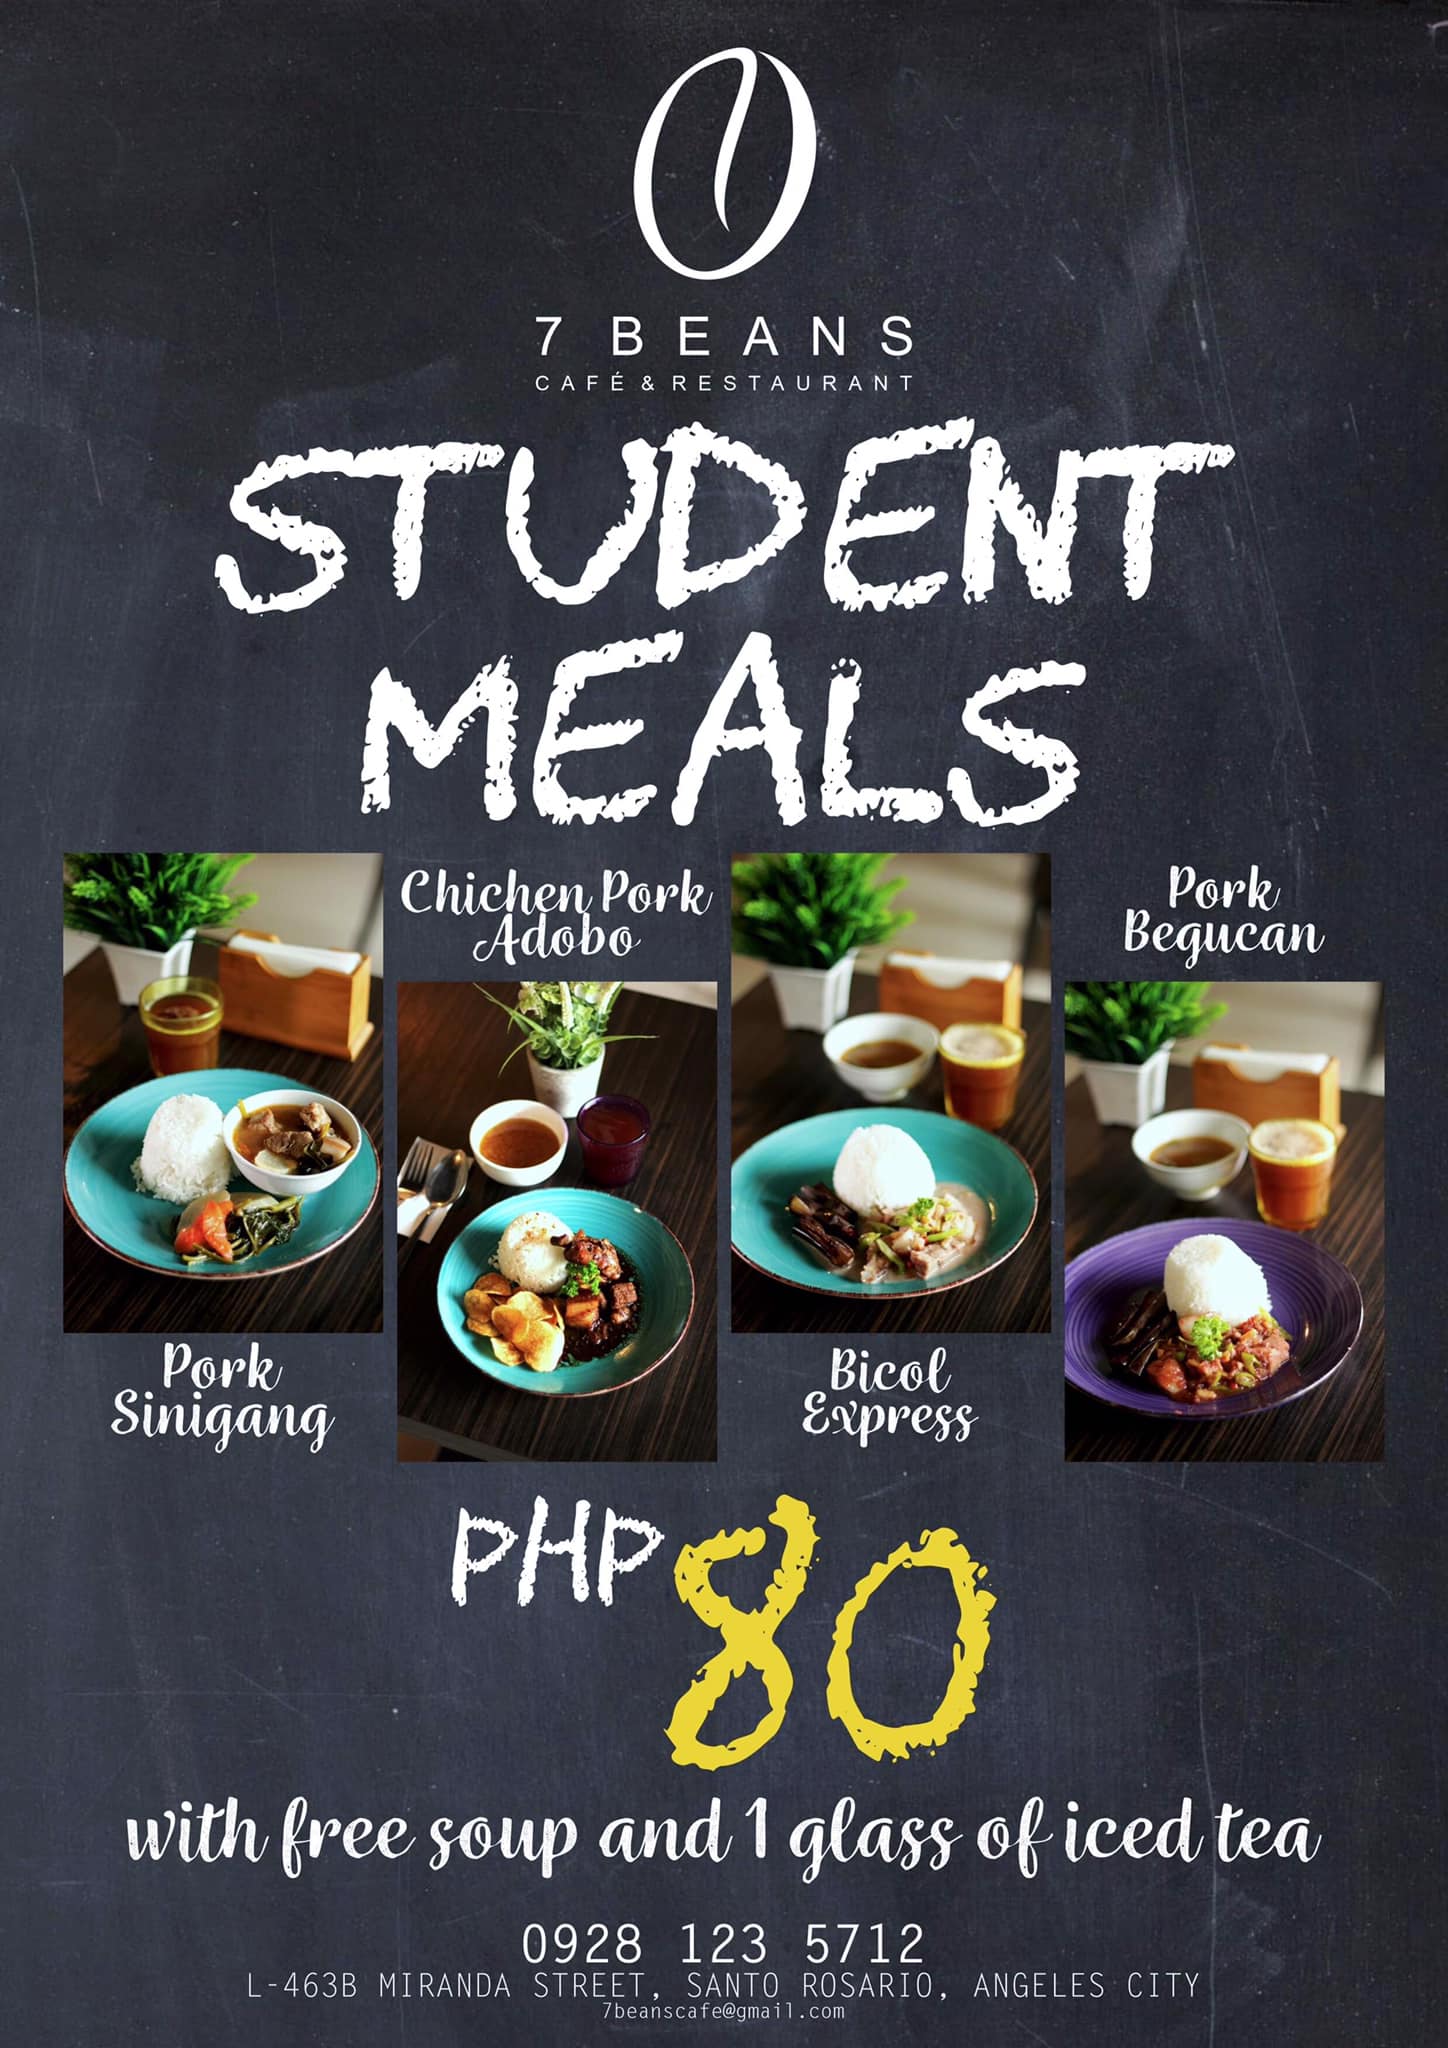 7 BEANS
CAFÉ & RESTAURANT
STUDENT
MEALS
Chichen Pork
Adobo
Pork
Begucan
Pork
Sinigang
Bicol
Express
PHP 80
with free soup and 1 glass of iced tea
0928 123 5712
L-463B MIRANDA STREET, SANTO ROSARIO, ANGELES CITY
7beanscafe@gmail.com